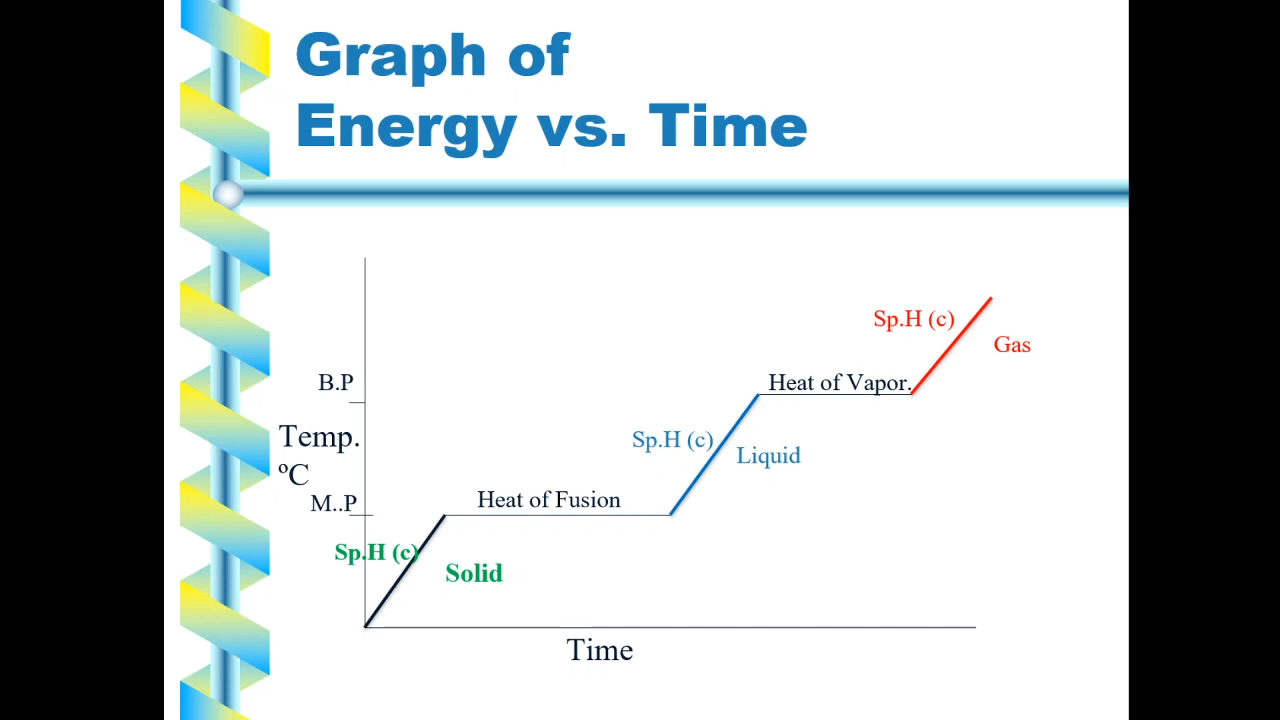 Graph of
Energy vs. Time
Sp.H (c)
Gas
B.P
Heat of Vapor.
Temp.
ºC
Sp.H (c)
Liquid
M..P
Heat of Fusion
Sp.H (c)
Solid
Time